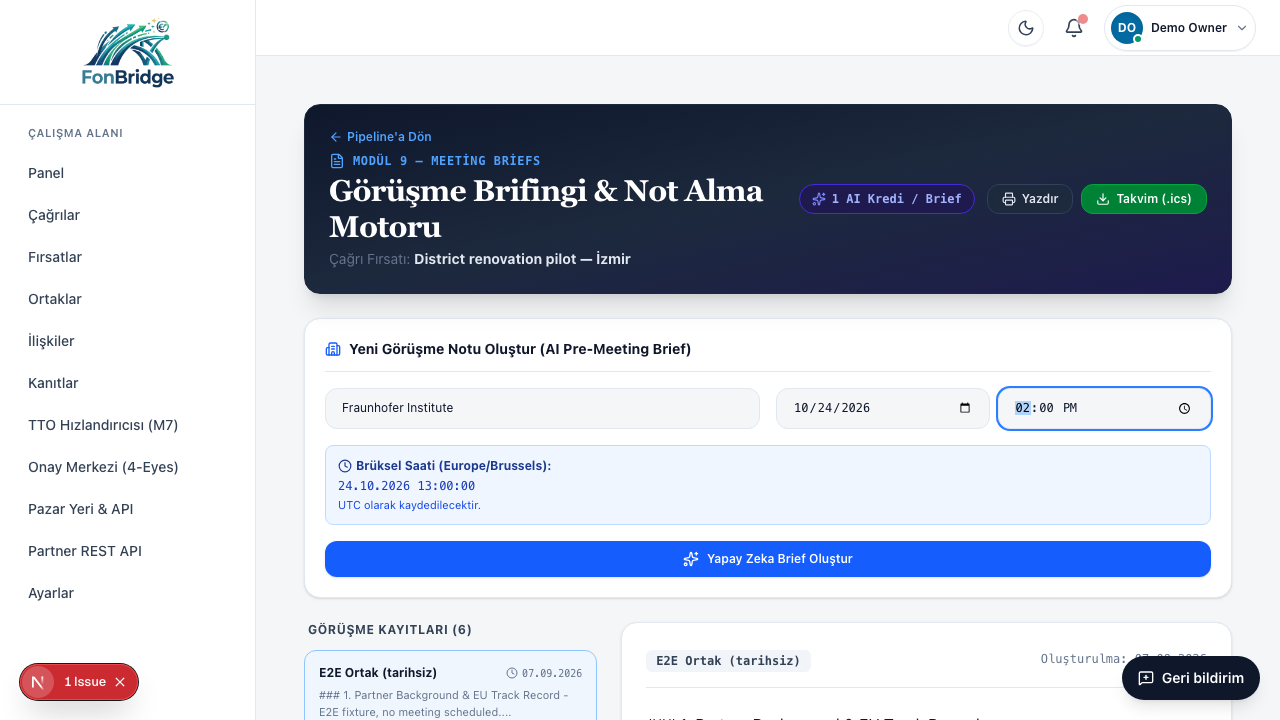 DO
Demo Owner
FonBridge
ÇALIŞMA ALANI
Panel
Çağrılar
Fırsatlar
Ortaklar
İlişkiler
Kanıtlar
TTO Hızlandırıcısı (M7)
Onay Merkezi (4-Eyes)
Pazar Yeri & API
Partner REST API
Ayarlar
N 1 Issue
Pipeline'a Dön
MODÜL 9 — MEETİNG BRİEFS
Görüşme Brifingi & Not Alma
Motoru
1 AI Kredi / Brief
Yazdır
Takvim (.ics)
Çağrı Fırsatı: District renovation pilot — İzmir
Yeni Görüşme Notu Oluştur (AI Pre-Meeting Brief)
Fraunhofer Institute
10/24/2026
02:00 PM
Brüksel Saati (Europe/Brussels):
24.10.2026 13:00:00
UTC olarak kaydedilecektir.
Yapay Zeka Brief Oluştur
GÖRÜŞME KAYITLARI (6)
E2E Ortak (tarihsiz)
07.09.2026
### 1. Partner Background & EU Track Record -
E2E fixture, no meeting scheduled....
E2E Ortak (tarihsiz)
Oluşturulma:
Geri bildirim